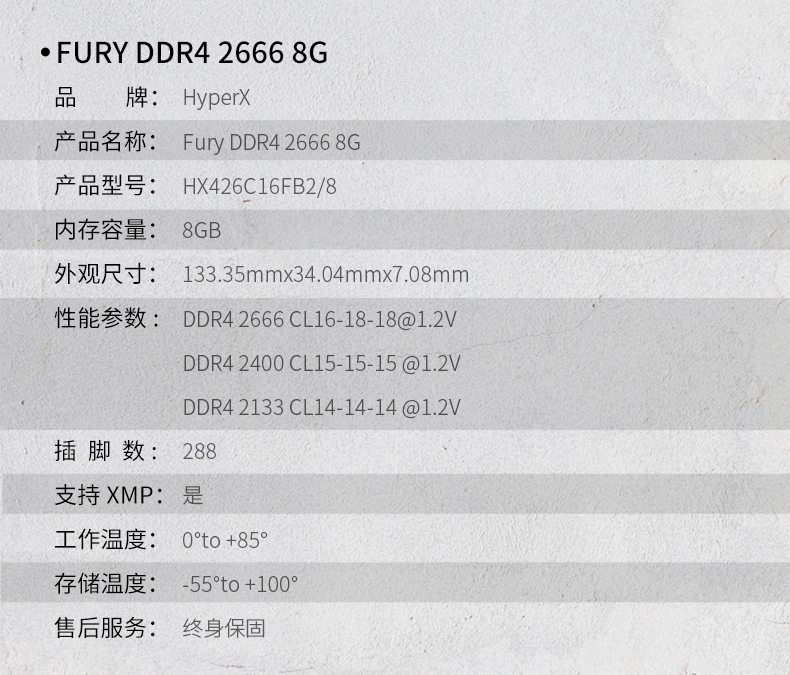 • FURY DDR4 2666 8G
品 牌： HyperX
产品名称： Fury DDR4 2666 8G
产品型号： HX426C16FB2/8
内存容量： 8GB
外观尺寸： 133.35mmx34.04mmx7.08mm
性能参数： DDR4 2666 CL16-18-18@1.2V
DDR4 2400 CL15-15-15 @1.2V
DDR4 2133 CL14-14-14 @1.2V
插 脚 数： 288
支持 XMP： 是
工作温度： 0°to +85°
存储温度： -55°to +100°
售后服务： 终身保固